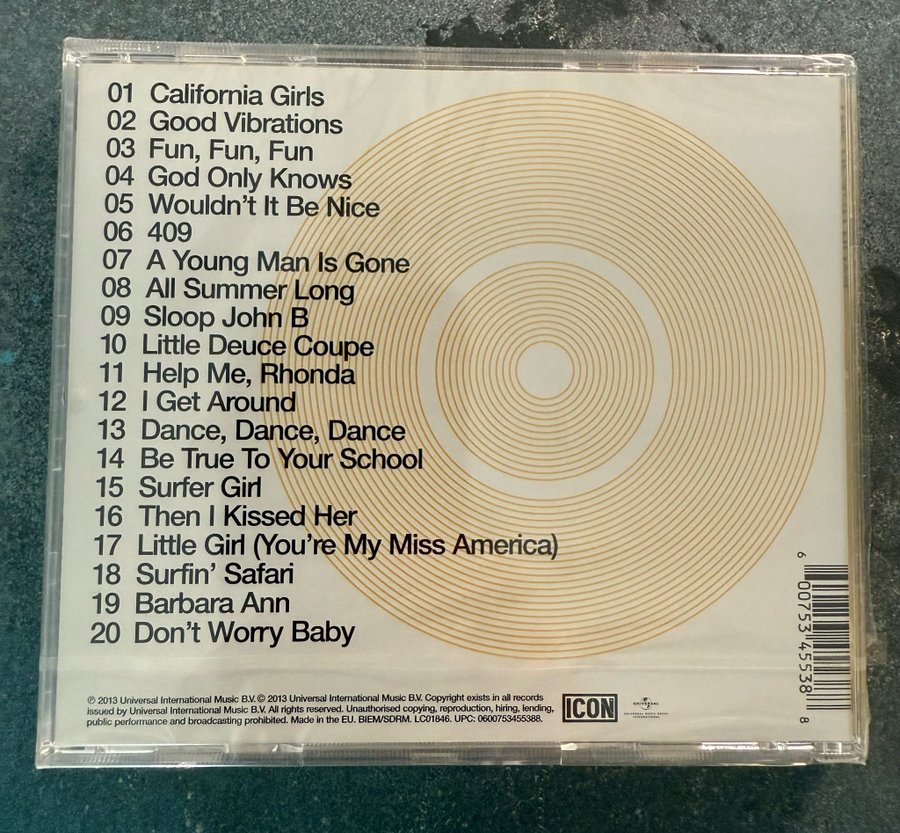 01 California Girls
02 Good Vibrations
03 Fun, Fun, Fun
04 God Only Knows
05 Wouldn't It Be Nice
06 409
07 A Young Man Is Gone
08 All Summer Long
09 Sloop John B
10 Little Deuce Coupe
11 Help Me, Rhonda
12 I Get Around
13 Dance, Dance, Dance
14 Be True To Your School
15 Surfer Girl
16 Then I Kissed Her
17 Little Girl (You're My Miss America)
18 Surfin' Safari
19 Barbara Ann
20 Don't Worry Baby
6 00753 45538 8
℗ 2013 Universal International Music B.V. © 2013 Universal International Music B.V. Copyright exists in all records
issued by Universal International Music B.V. All rights reserved. Unauthorised copying, reproduction, hiring, lending,
public performance and broadcasting prohibited. Made in the EU. BIEM/SDRM. LC01846. UPC: 0600753455388.
ICON
UNIVERSAL
UNIVERSAL MUSIC GROUP
INTERNATIONAL